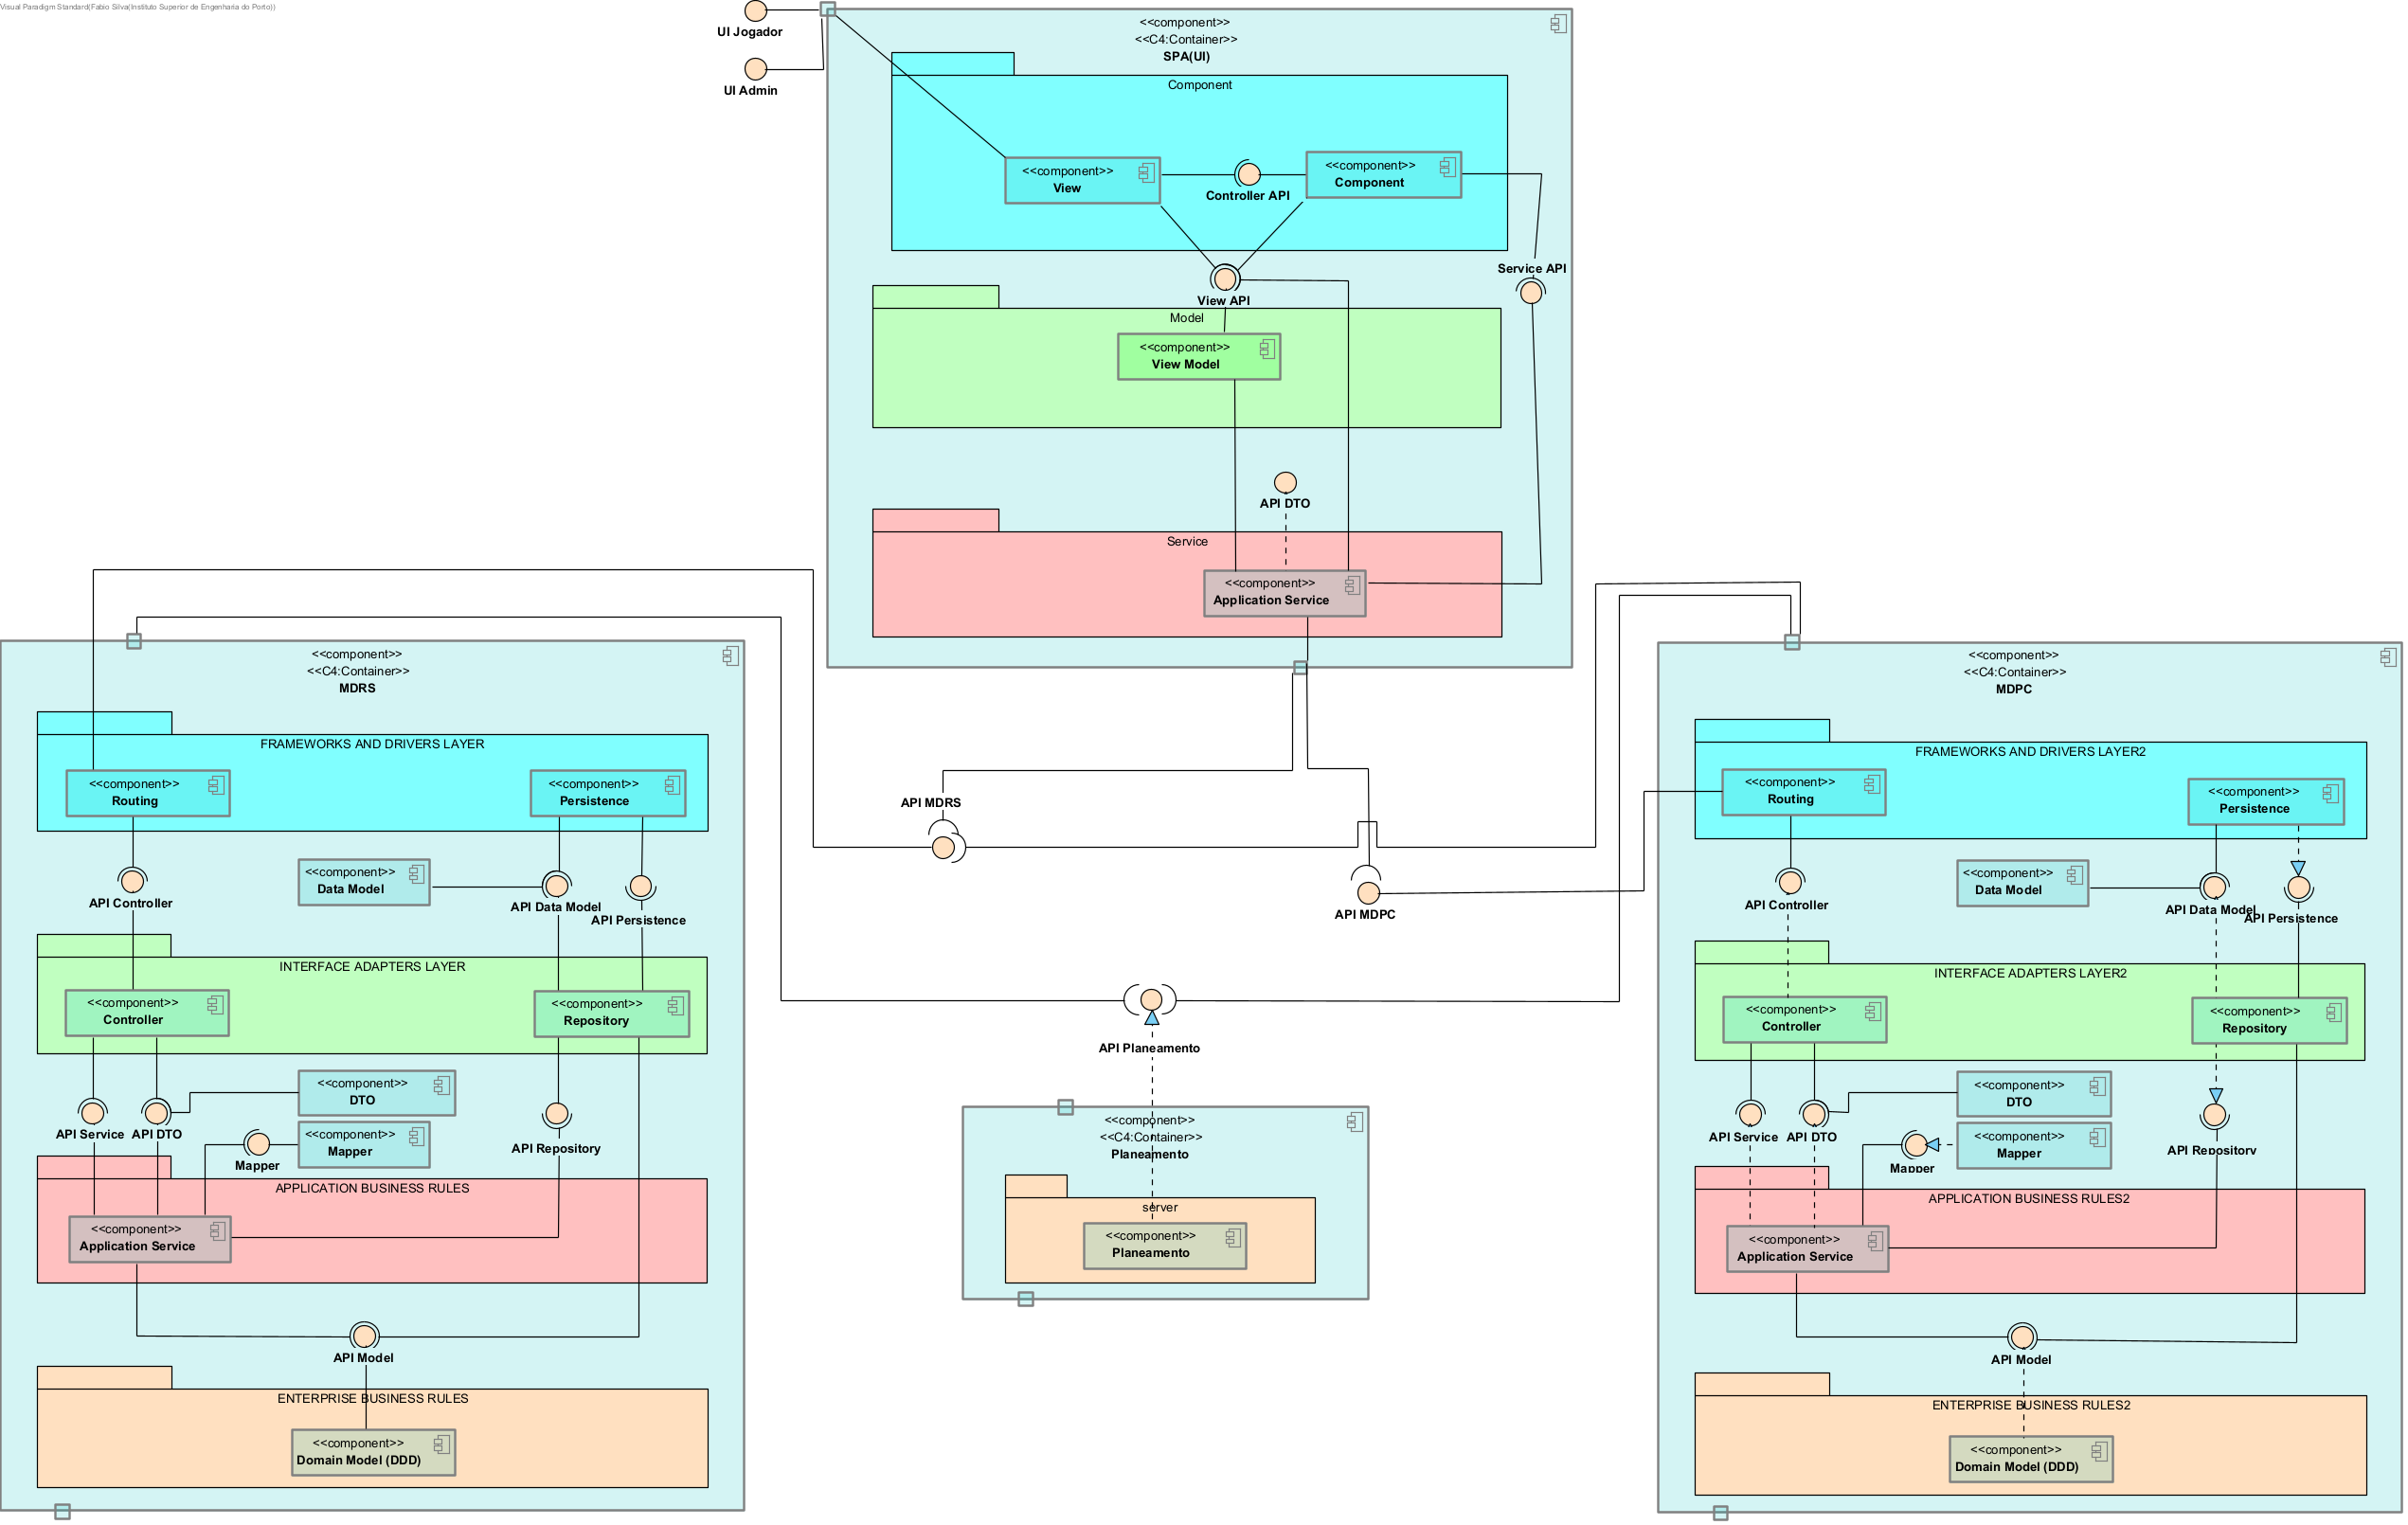 Visual Paradigm Standard(Fabio Silva(Instituto Superior de Engenharia do Porto))
UI Jogador
UI Admin
<<component>>
<<C4:Container>>
SPA(UI)
Component
<<component>>
View
Controller API
<<component>>
Component
Service API
View API
Model
<<component>>
View Model
API DTO
Service
<<component>>
Application Service
<<component>>
<<C4:Container>>
MDRS
FRAMEWORKS AND DRIVERS LAYER
<<component>>
Routing
<<component>>
Persistence
<<component>>
Data Model
API Controller
API Data Model
API Persistence
INTERFACE ADAPTERS LAYER
<<component>>
Controller
<<component>>
Repository
<<component>>
DTO
API Service
API DTO
<<component>>
Mapper
Mapper
API Repository
APPLICATION BUSINESS RULES
<<component>>
Application Service
API Model
ENTERPRISE BUSINESS RULES
<<component>>
Domain Model (DDD)
API MDRS
API MDPC
API Planeamento
<<component>>
<<C4:Container>>
Planeamento
server
<<component>>
Planeamento
<<component>>
<<C4:Container>>
MDPC
FRAMEWORKS AND DRIVERS LAYER2
<<component>>
Routing
<<component>>
Persistence
<<component>>
Data Model
API Controller
API Data Model
API Persistence
INTERFACE ADAPTERS LAYER2
<<component>>
Controller
<<component>>
Repository
<<component>>
DTO
API Service
API DTO
<<component>>
Mapper
Mapper
API Repository
APPLICATION BUSINESS RULES2
<<component>>
Application Service
API Model
ENTERPRISE BUSINESS RULES2
<<component>>
Domain Model (DDD)